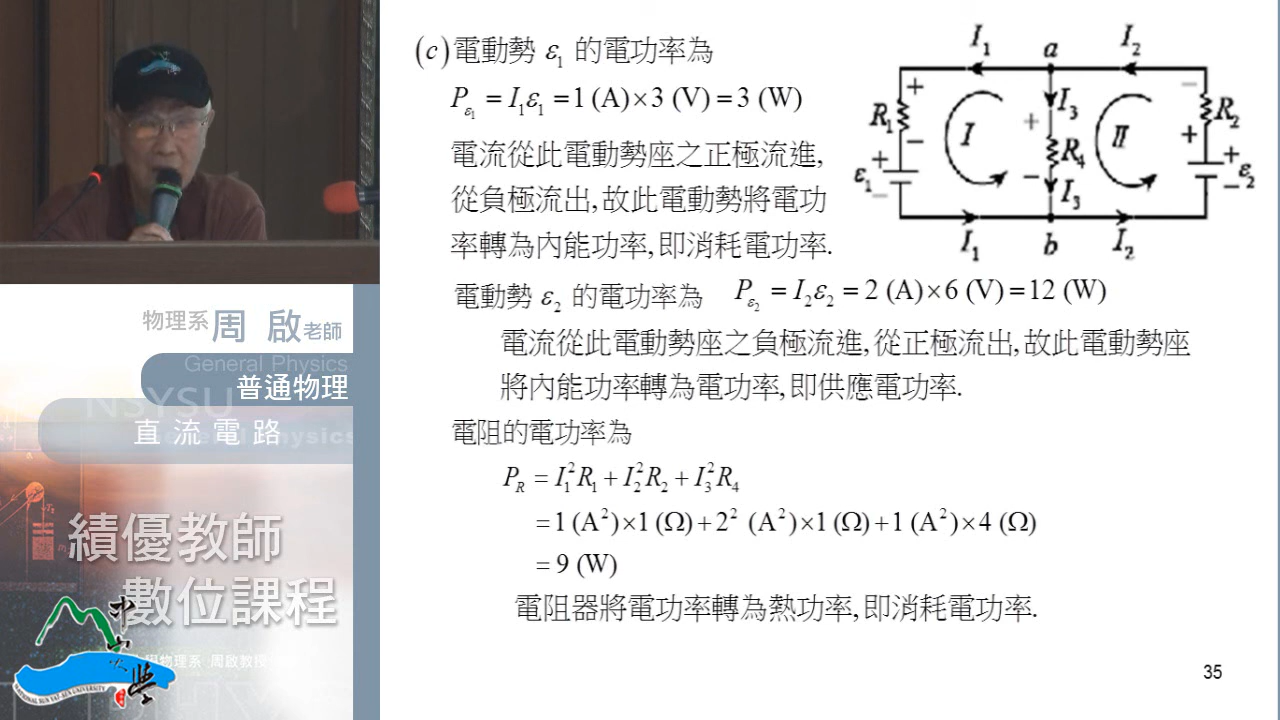 (c) 電動勢 ε₁ 的電功率為
P_ε₁ = I₁ε₁ = 1 (A)×3 (V) = 3 (W)
電流從此電動勢座之正極流進,
從負極流出,故此電動勢將電功
率轉為內能功率,即消耗電功率.
I₁ a I₂
R₁ + − I I₃ + R₄ − I₃ II − + R₂
ε₁ + − + − ε₂
I₁ b I₂
電動勢 ε₂ 的電功率為 P_ε₂ = I₂ε₂ = 2 (A)×6 (V) = 12 (W)
電流從此電動勢座之負極流進,從正極流出,故此電動勢座
將內能功率轉為電功率,即供應電功率.
電阻的電功率為
P_R = I₁²R₁ + I₂²R₂ + I₃²R₄
= 1 (A²)×1 (Ω) + 2² (A²)×1 (Ω) + 1 (A²)×4 (Ω)
= 9 (W)
電阻器將電功率轉為熱功率,即消耗電功率.
35
物理系 周 啟 老師
General Physics
普通物理
NSYSU
直流電路
績優教師
數位課程
NATIONAL SUN YAT-SEN UNIVERSITY